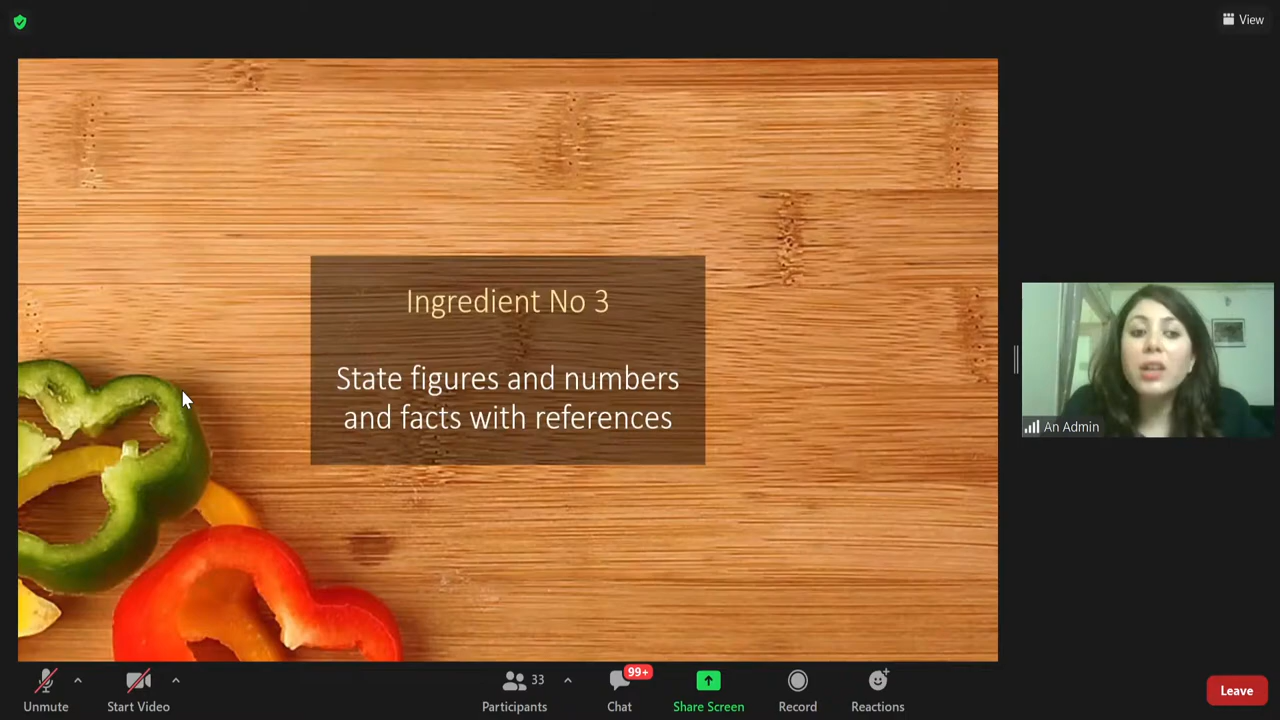 View
Ingredient No 3
State figures and numbers
and facts with references
An Admin
Unmute
Start Video
33
Participants
99+
Chat
Share Screen
Record
Reactions
Leave